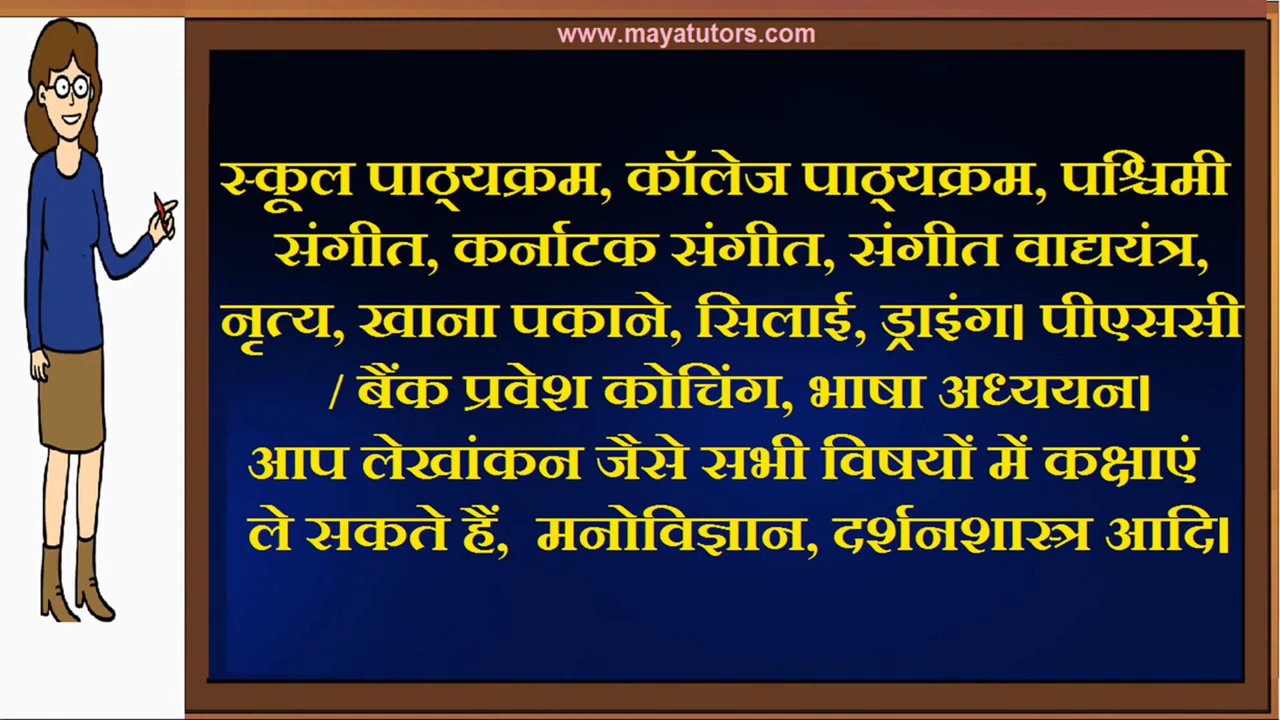 www.mayatutors.com
स्कूल पाठ्यक्रम, कॉलेज पाठ्यक्रम, पश्चिमी
संगीत, कर्नाटक संगीत, संगीत वाद्ययंत्र,
नृत्य, खाना पकाने, सिलाई, ड्राइंग। पीएससी
/ बैंक प्रवेश कोचिंग, भाषा अध्ययन।
आप लेखांकन जैसे सभी विषयों में कक्षाएं
ले सकते हैं, मनोविज्ञान, दर्शनशास्त्र आदि।